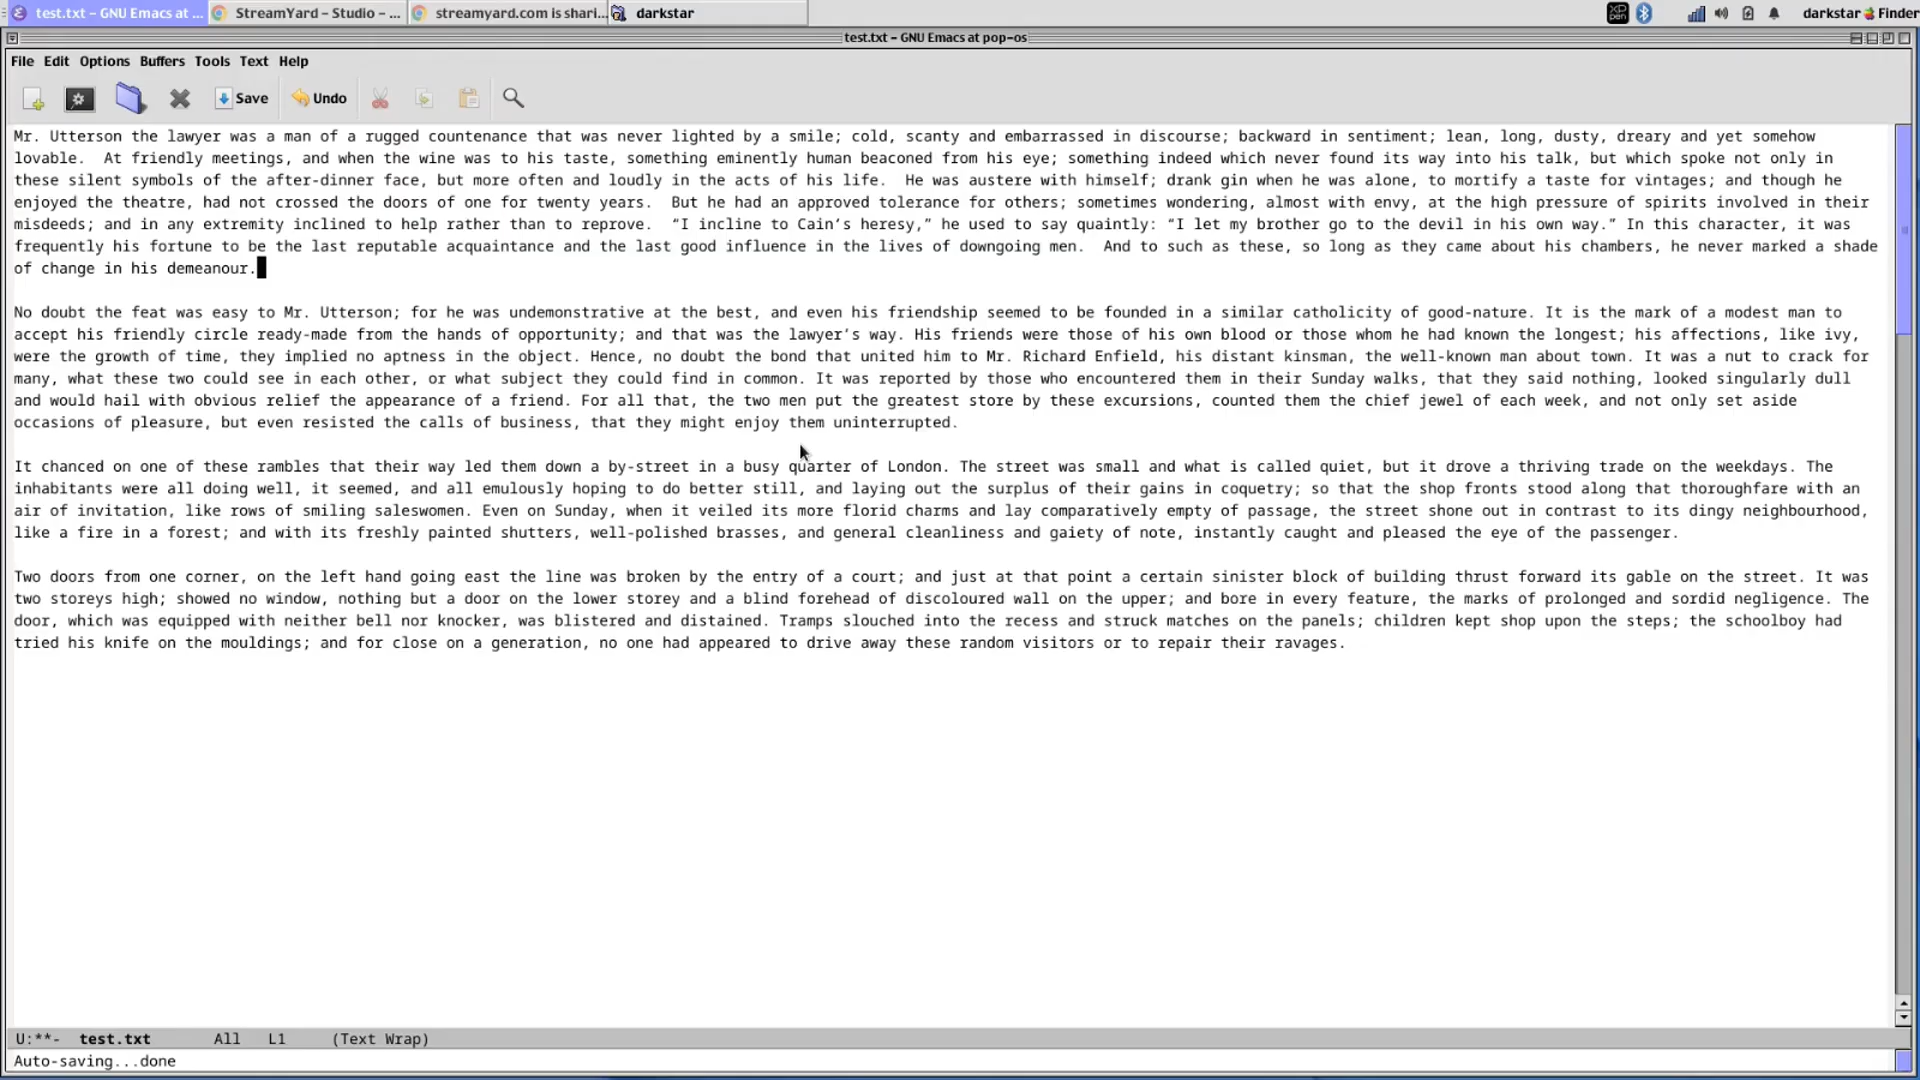 test.txt – GNU Emacs at ... StreamYard – Studio – ... streamyard.com is shari... darkstar darkstar Finder
test.txt – GNU Emacs at pop-os
File Edit Options Buffers Tools Text Help
Save Undo
Mr. Utterson the lawyer was a man of a rugged countenance that was never lighted by a smile; cold, scanty and embarrassed in discourse; backward in sentiment; lean, long, dusty, dreary and yet somehow
lovable.  At friendly meetings, and when the wine was to his taste, something eminently human beaconed from his eye; something indeed which never found its way into his talk, but which spoke not only in
these silent symbols of the after-dinner face, but more often and loudly in the acts of his life.  He was austere with himself; drank gin when he was alone, to mortify a taste for vintages; and though he
enjoyed the theatre, had not crossed the doors of one for twenty years.  But he had an approved tolerance for others; sometimes wondering, almost with envy, at the high pressure of spirits involved in their
misdeeds; and in any extremity inclined to help rather than to reprove.  “I incline to Cain’s heresy,” he used to say quaintly: “I let my brother go to the devil in his own way.” In this character, it was
frequently his fortune to be the last reputable acquaintance and the last good influence in the lives of downgoing men.  And to such as these, so long as they came about his chambers, he never marked a shade
of change in his demeanour.
No doubt the feat was easy to Mr. Utterson; for he was undemonstrative at the best, and even his friendship seemed to be founded in a similar catholicity of good-nature. It is the mark of a modest man to
accept his friendly circle ready-made from the hands of opportunity; and that was the lawyer’s way. His friends were those of his own blood or those whom he had known the longest; his affections, like ivy,
were the growth of time, they implied no aptness in the object. Hence, no doubt the bond that united him to Mr. Richard Enfield, his distant kinsman, the well-known man about town. It was a nut to crack for
many, what these two could see in each other, or what subject they could find in common. It was reported by those who encountered them in their Sunday walks, that they said nothing, looked singularly dull
and would hail with obvious relief the appearance of a friend. For all that, the two men put the greatest store by these excursions, counted them the chief jewel of each week, and not only set aside
occasions of pleasure, but even resisted the calls of business, that they might enjoy them uninterrupted.
It chanced on one of these rambles that their way led them down a by-street in a busy quarter of London. The street was small and what is called quiet, but it drove a thriving trade on the weekdays. The
inhabitants were all doing well, it seemed, and all emulously hoping to do better still, and laying out the surplus of their gains in coquetry; so that the shop fronts stood along that thoroughfare with an
air of invitation, like rows of smiling saleswomen. Even on Sunday, when it veiled its more florid charms and lay comparatively empty of passage, the street shone out in contrast to its dingy neighbourhood,
like a fire in a forest; and with its freshly painted shutters, well-polished brasses, and general cleanliness and gaiety of note, instantly caught and pleased the eye of the passenger.
Two doors from one corner, on the left hand going east the line was broken by the entry of a court; and just at that point a certain sinister block of building thrust forward its gable on the street. It was
two storeys high; showed no window, nothing but a door on the lower storey and a blind forehead of discoloured wall on the upper; and bore in every feature, the marks of prolonged and sordid negligence. The
door, which was equipped with neither bell nor knocker, was blistered and distained. Tramps slouched into the recess and struck matches on the panels; children kept shop upon the steps; the schoolboy had
tried his knife on the mouldings; and for close on a generation, no one had appeared to drive away these random visitors or to repair their ravages.
U:**-  test.txt       All   L1     (Text Wrap)
Auto-saving...done